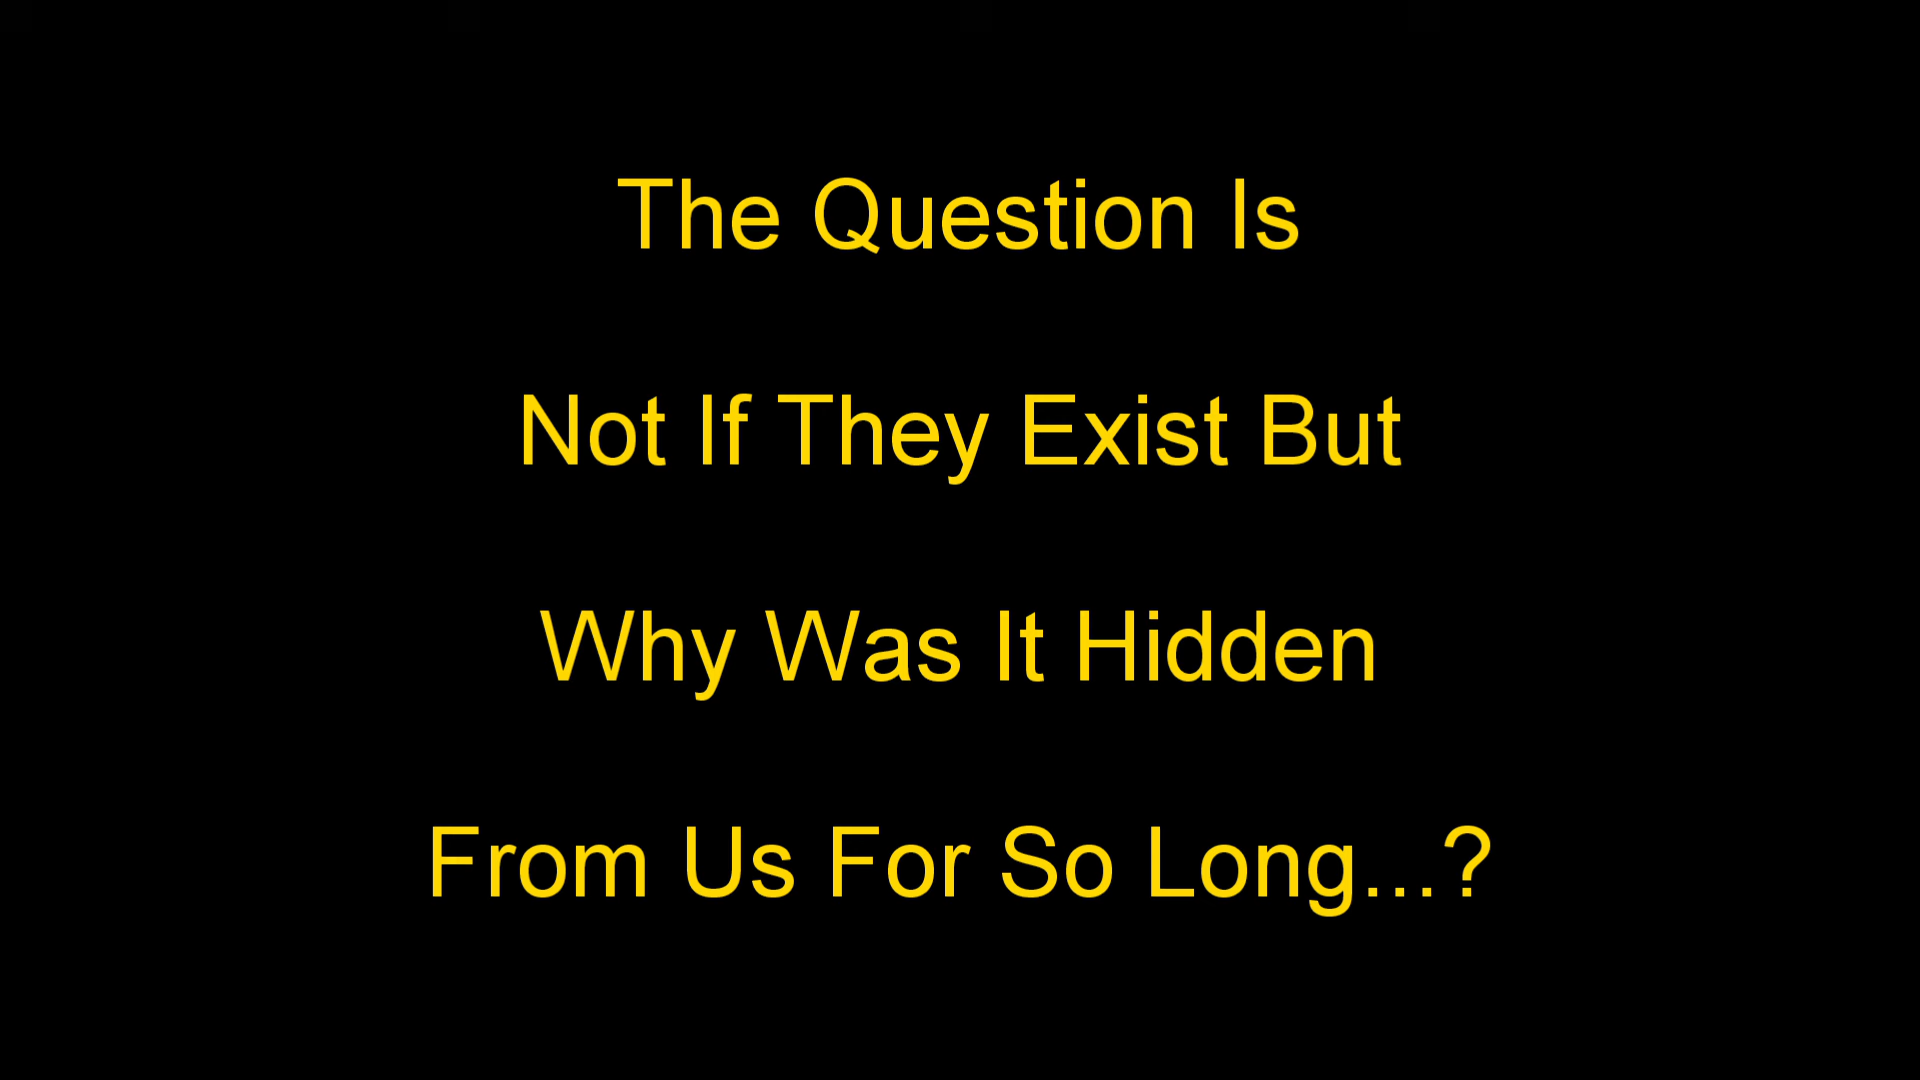 The Question Is
Not If They Exist But
Why Was It Hidden
From Us For So Long...?